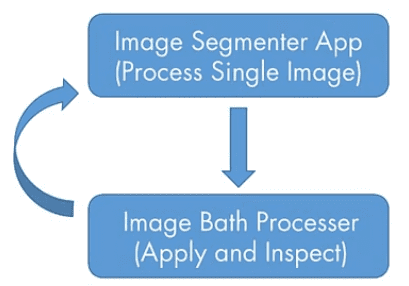 Image Segmenter App
(Process Single Image)
Image Bath Processer
(Apply and Inspect)